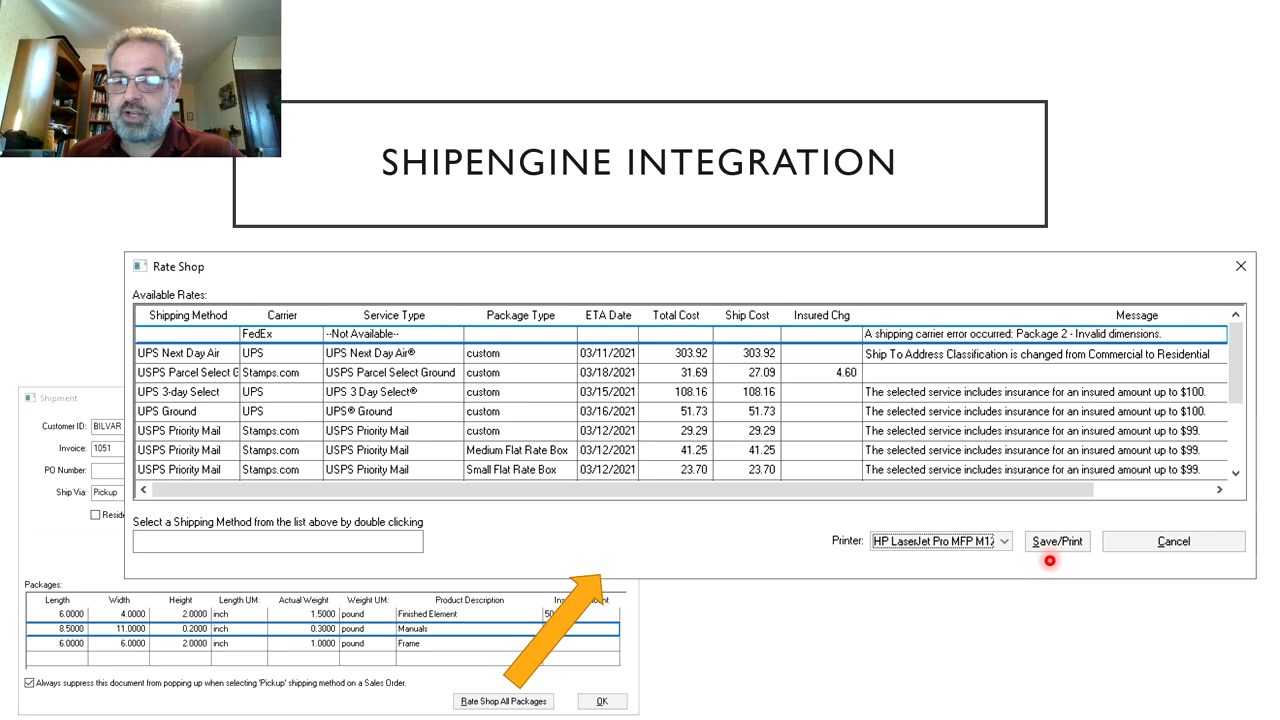 SHIPENGINE INTEGRATION
Rate Shop
Available Rates:
Shipping Method Carrier Service Type Package Type ETA Date Total Cost Ship Cost Insured Chg Message
FedEx --Not Available-- A shipping carrier error occurred: Package 2 - Invalid dimensions.
UPS Next Day Air UPS UPS Next Day Air® custom 03/11/2021 303.92 303.92 Ship To Address Classification is changed from Commercial to Residential
USPS Parcel Select G Stamps.com USPS Parcel Select Ground custom 03/18/2021 31.69 27.09 4.60
UPS 3-day Select UPS UPS 3 Day Select® custom 03/15/2021 108.16 108.16 The selected service includes insurance for an insured amount up to $100.
UPS Ground UPS UPS® Ground custom 03/16/2021 51.73 51.73 The selected service includes insurance for an insured amount up to $100.
USPS Priority Mail Stamps.com USPS Priority Mail custom 03/12/2021 29.29 29.29 The selected service includes insurance for an insured amount up to $99.
USPS Priority Mail Stamps.com USPS Priority Mail Medium Flat Rate Box 03/12/2021 41.25 41.25 The selected service includes insurance for an insured amount up to $99.
USPS Priority Mail Stamps.com USPS Priority Mail Small Flat Rate Box 03/12/2021 23.70 23.70 The selected service includes insurance for an insured amount up to $99.
Select a Shipping Method from the list above by double clicking
Printer: HP LaserJet Pro MFP M12 Save/Print Cancel
Shipment
Customer ID: BILVAR
Invoice: 1051
PO Number:
Ship Via: Pickup
Reside
Packages:
Length Width Height Length UM: Actual Weight Weight UM: Product Description Ins
6.0000 4.0000 2.0000 inch 1.5000 pound Finished Element 50
8.5000 11.0000 0.2000 inch 0.3000 pound Manuals
6.0000 6.0000 2.0000 inch 1.0000 pound Frame
Always suppress this document from popping up when selecting 'Pickup' shipping method on a Sales Order.
Rate Shop All Packages OK